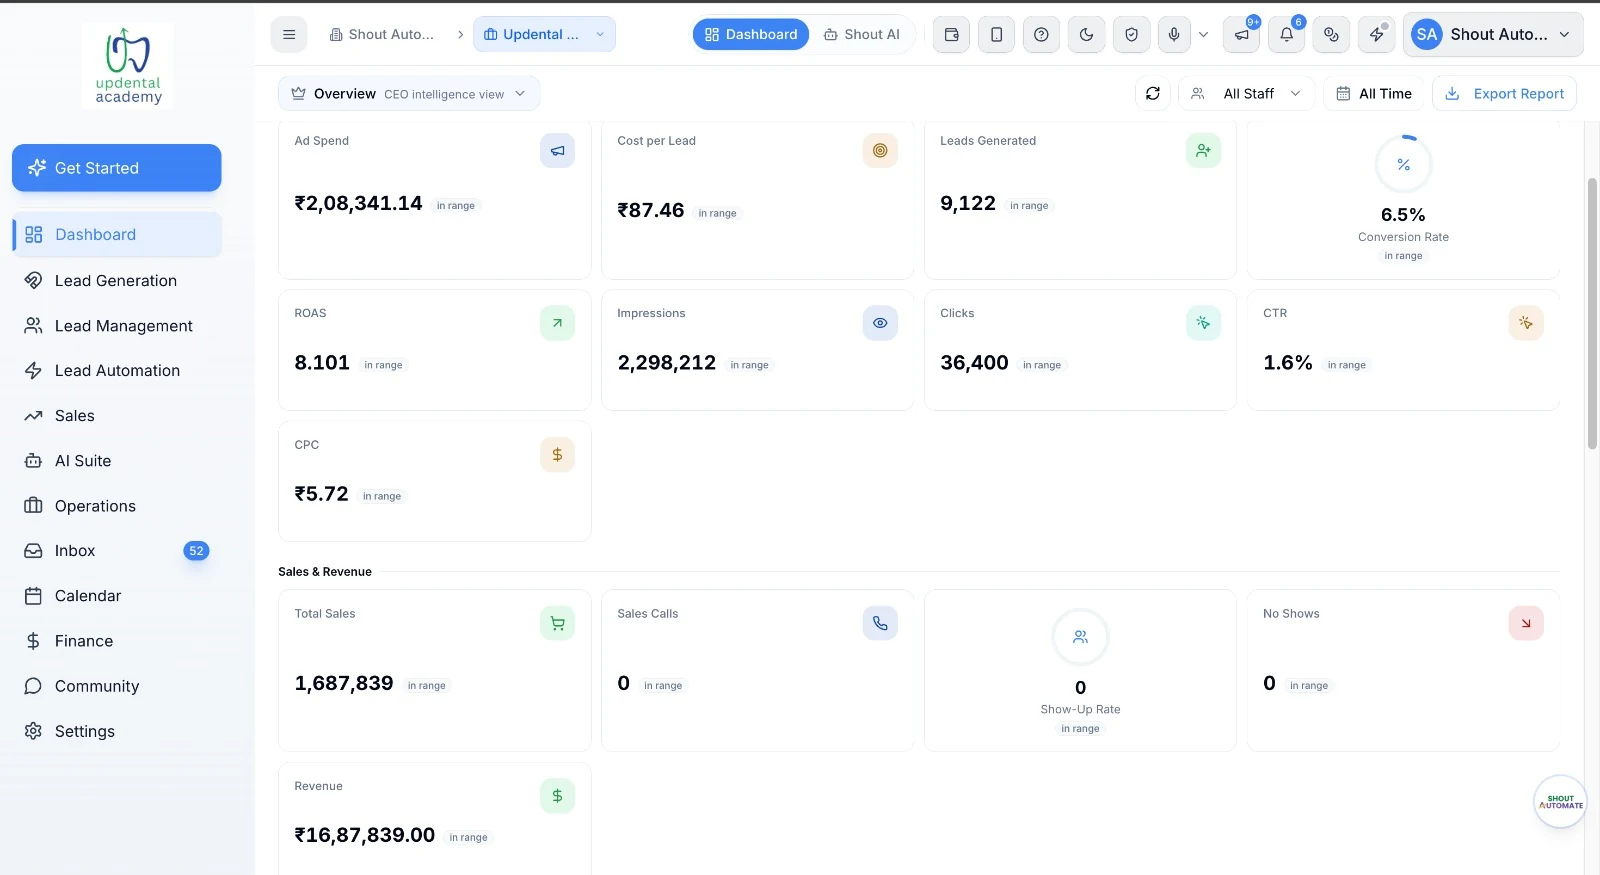 updental
academy
Get Started
Dashboard
Lead Generation
Lead Management
Lead Automation
Sales
AI Suite
Operations
Inbox 52
Calendar
Finance
Community
Settings
Shout Auto... Updental ... Dashboard Shout AI 9+ 6 SA Shout Auto...
Overview CEO intelligence view All Staff All Time Export Report
Ad Spend
₹2,08,341.14 in range
Cost per Lead
₹87.46 in range
Leads Generated
9,122 in range
6.5%
Conversion Rate
in range
ROAS
8.101 in range
Impressions
2,298,212 in range
Clicks
36,400 in range
CTR
1.6% in range
CPC
₹5.72 in range
Sales & Revenue
Total Sales
1,687,839 in range
Sales Calls
0 in range
0
Show-Up Rate
in range
No Shows
0 in range
Revenue
₹16,87,839.00 in range
SHOUT
AUTOMATE